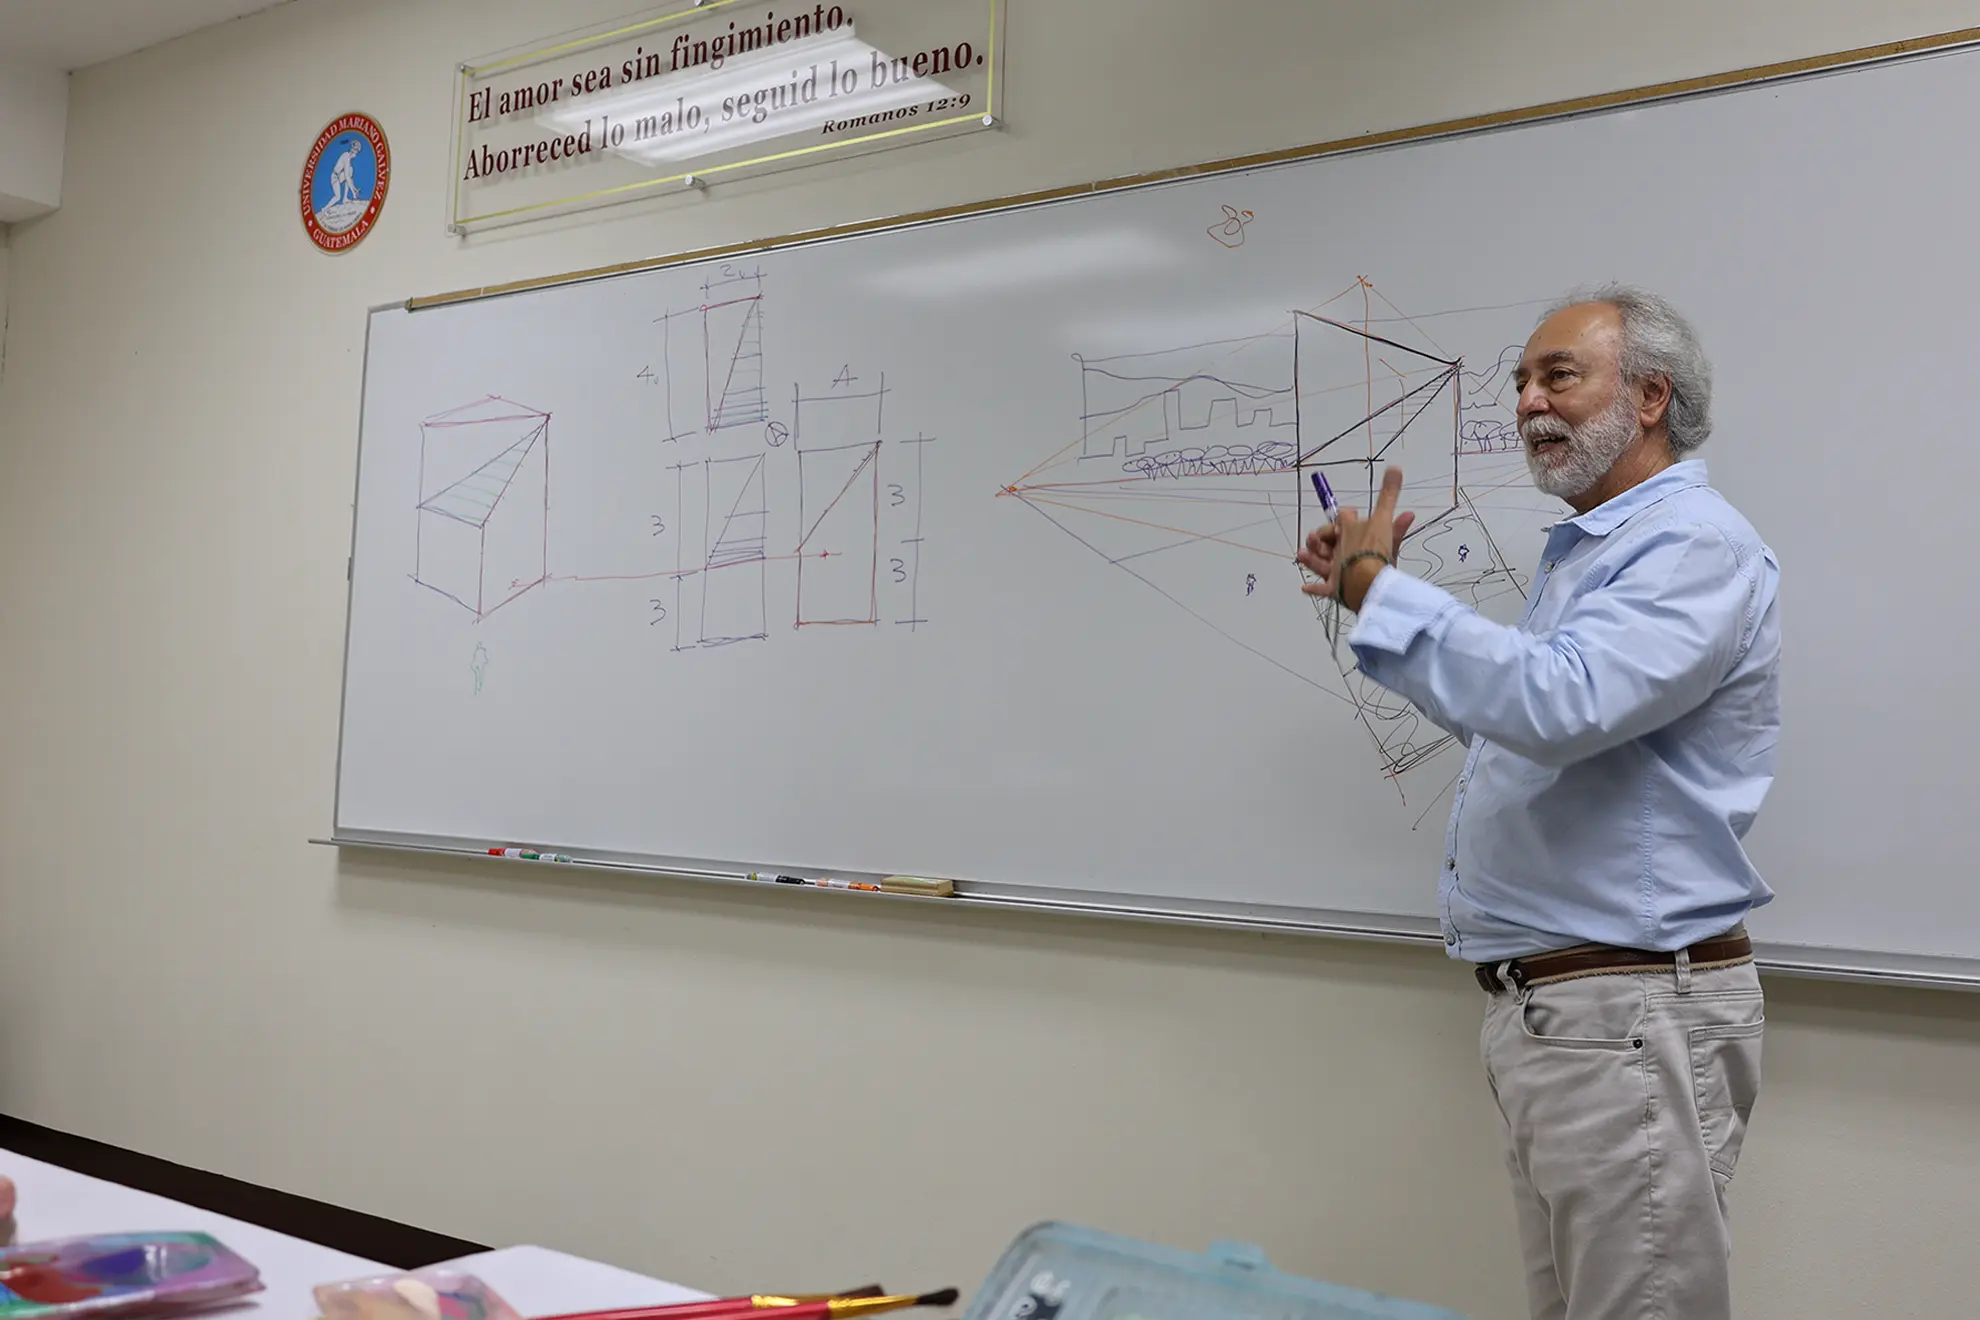 El amor sea sin fingimiento.
Aborreced lo malo, seguid lo bueno.
Romanos 12:9
UNIVERSIDAD MARIANO GALVEZ
GUATEMALA
2
4
A
3
3
3
3